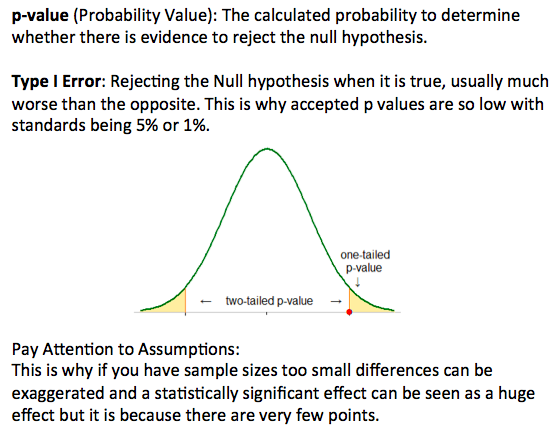 p-value (Probability Value): The calculated probability to determine
whether there is evidence to reject the null hypothesis.
Type I Error: Rejecting the Null hypothesis when it is true, usually much
worse than the opposite. This is why accepted p values are so low with
standards being 5% or 1%.
one-tailed
p-value
↓
← two-tailed p-value →
Pay Attention to Assumptions:
This is why if you have sample sizes too small differences can be
exaggerated and a statistically significant effect can be seen as a huge
effect but it is because there are very few points.